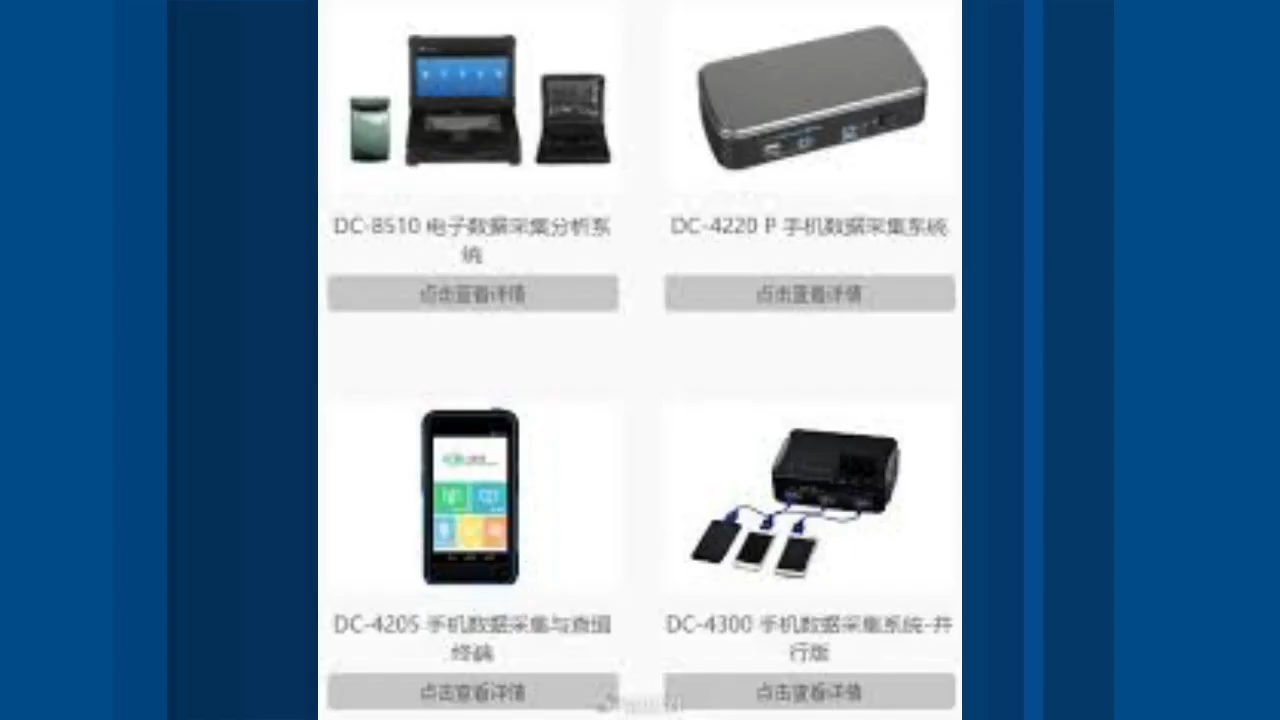 DC-8510 电子数据采集分析系
统
DC-4220 P 手机数据采集系统
点击查看详情
点击查看详情
DC-4205 手机数据采集与查缉
终端
DC-4300 手机数据采集系统-并
行版
点击查看详情
点击查看详情